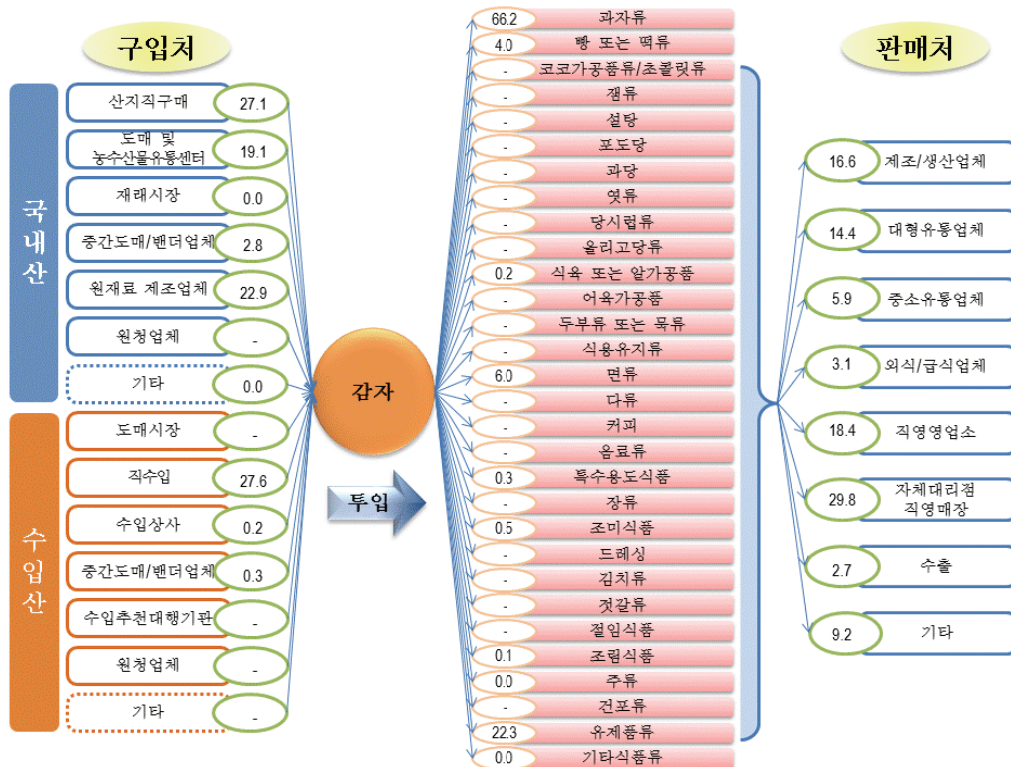 구입처
국내산
산지직구매 27.1
도매 및
농수산물유통센터 19.1
재래시장 0.0
중간도매/밴더업체 2.8
원재료 제조업체 22.9
원청업체 -
기타 0.0
수입산
도매시장 -
직수입 27.6
수입상사 0.2
중간도매/밴더업체 0.3
수입추천대행기관 -
원청업체 -
기타 -
감자
투입
66.2 과자류
4.0 빵 또는 떡류
- 코코가공품류/초콜릿류
- 잼류
- 설탕
- 포도당
- 과당
- 엿류
- 당시럽류
- 올리고당류
0.2 식육 또는 알가공품
- 어육가공품
- 두부류 또는 묵류
- 식용유지류
6.0 면류
- 다류
- 커피
- 음료류
0.3 특수용도식품
- 장류
0.5 조미식품
- 드레싱
- 김치류
- 젓갈류
- 절임식품
0.1 조림식품
0.0 주류
- 건포류
22.3 유제품류
0.0 기타식품류
판매처
16.6 제조/생산업체
14.4 대형유통업체
5.9 중소유통업체
3.1 외식/급식업체
18.4 직영영업소
29.8 자체대리점
직영매장
2.7 수출
9.2 기타